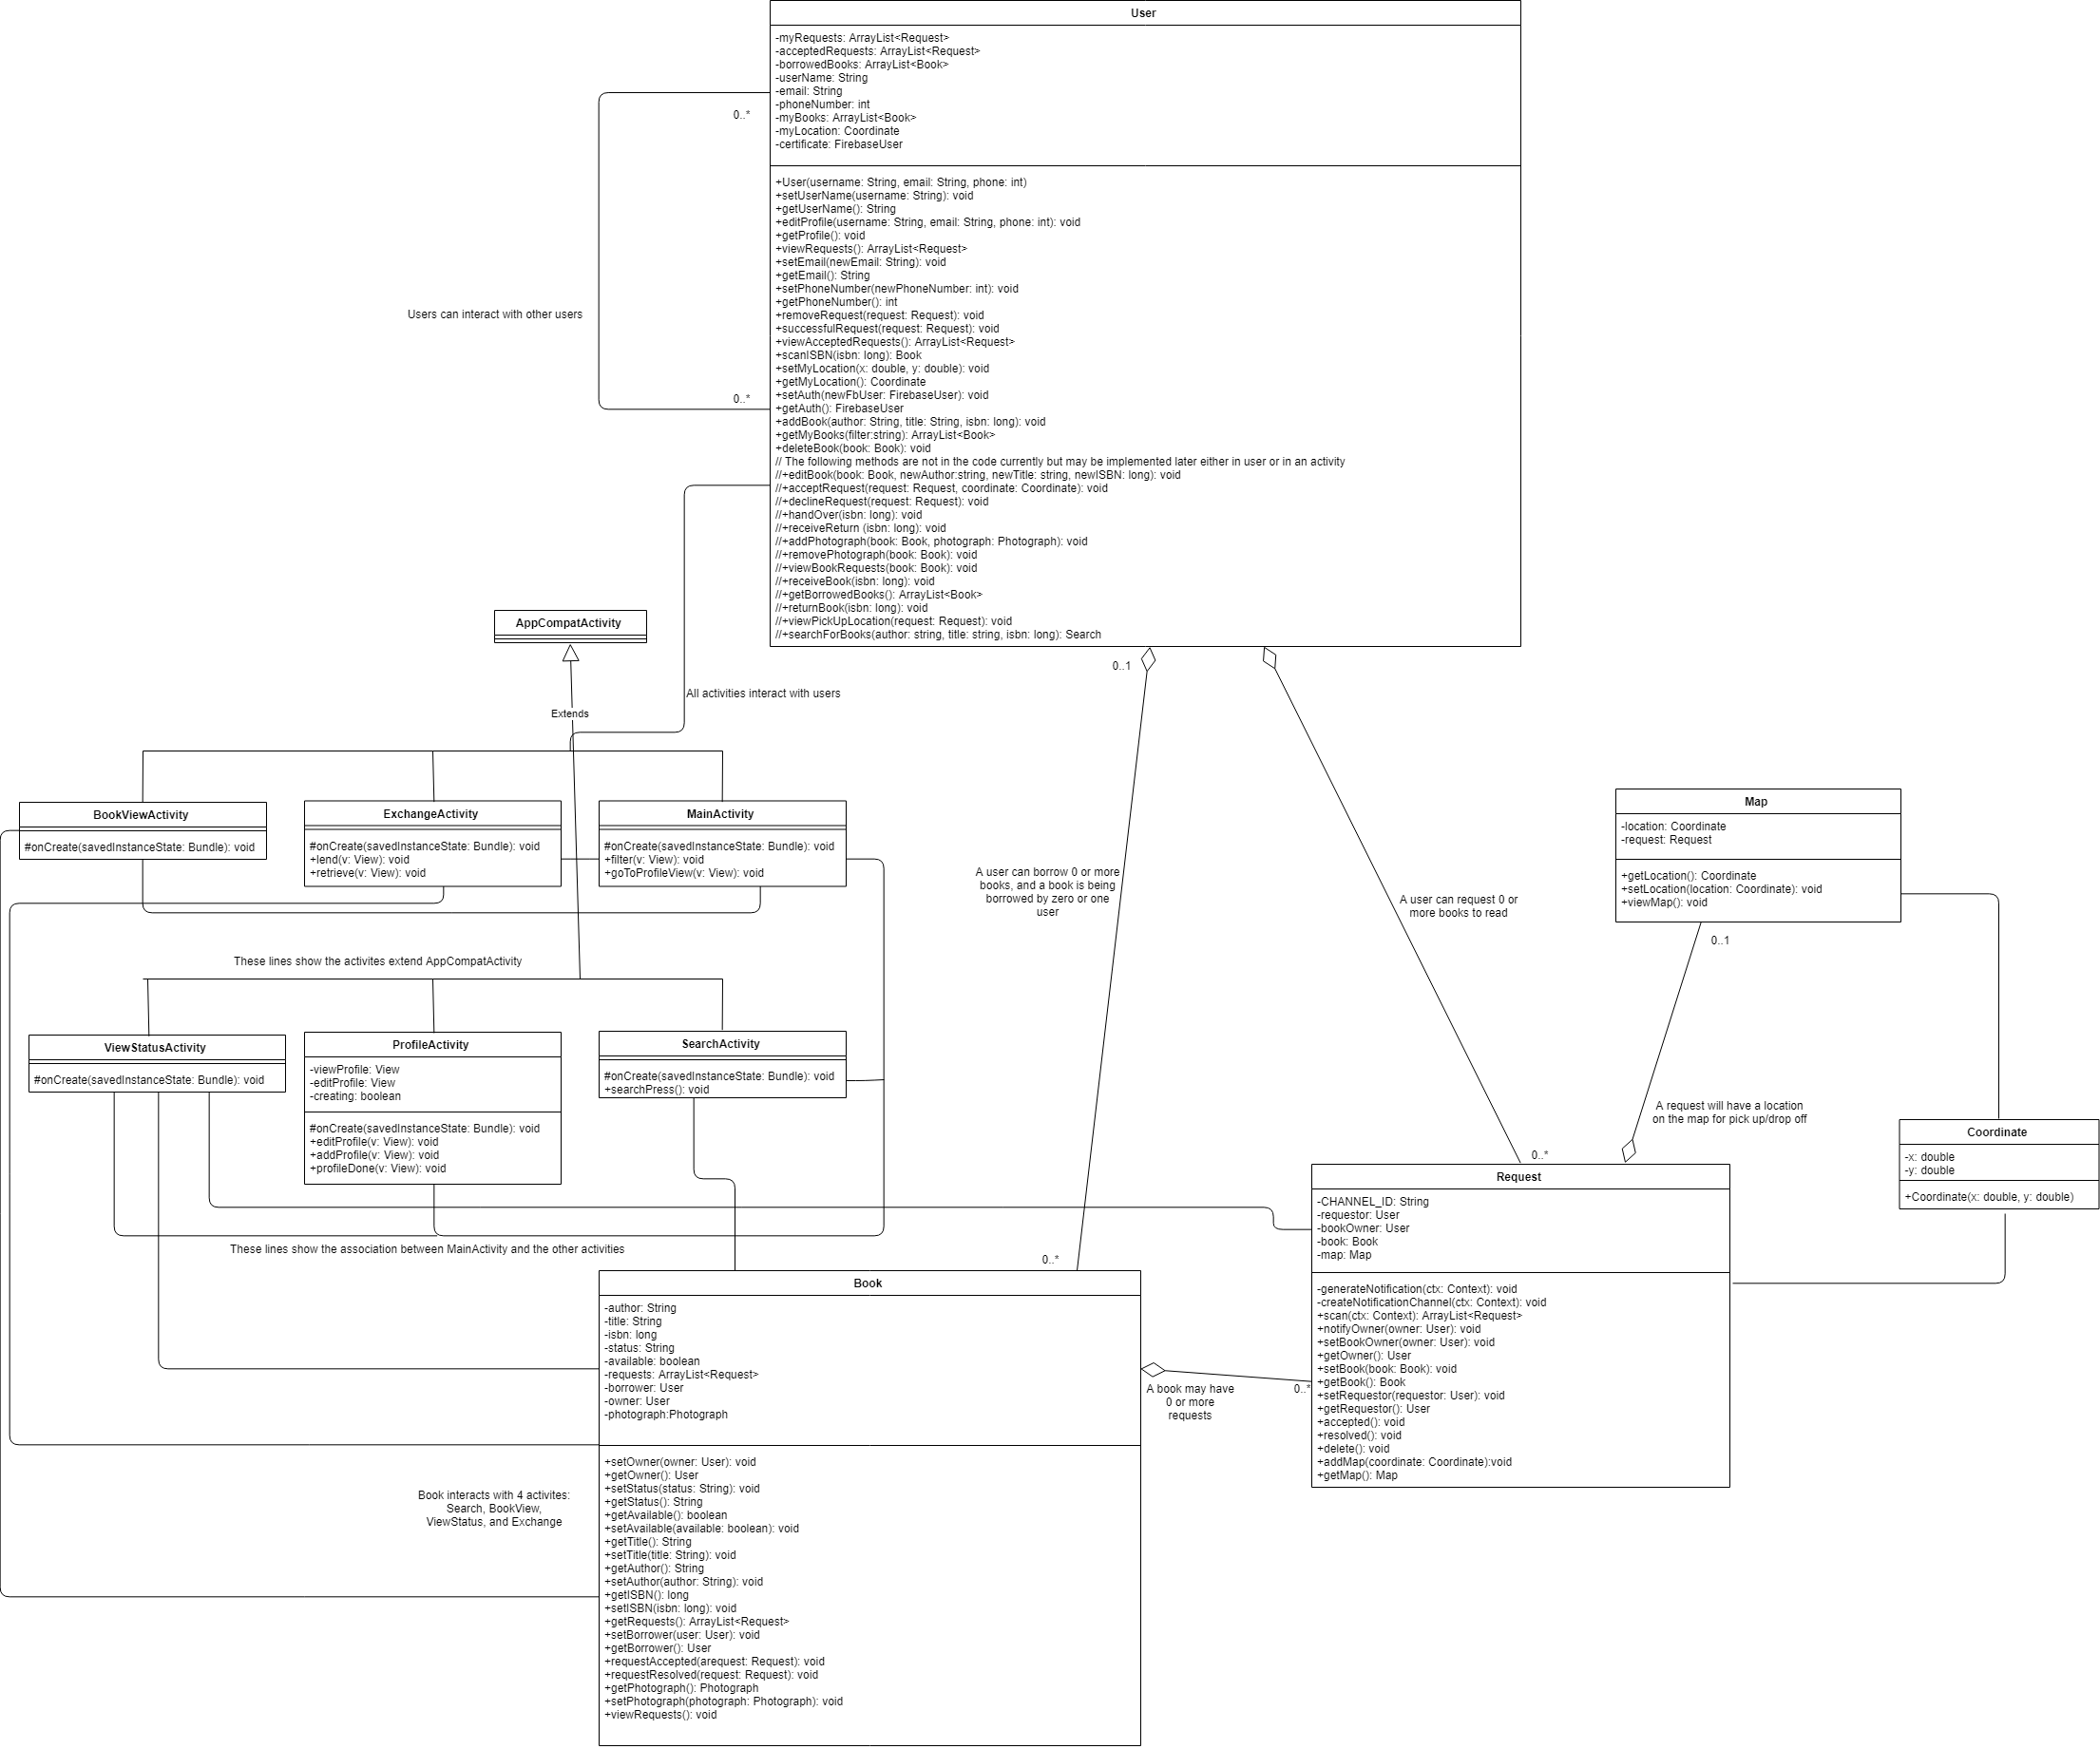 User
-myRequests: ArrayList<Request>
-acceptedRequests: ArrayList<Request>
-borrowedBooks: ArrayList<Book>
-userName: String
-email: String
-phoneNumber: int
-myBooks: ArrayList<Book>
-myLocation: Coordinate
-certificate: FirebaseUser
+User(username: String, email: String, phone: int)
+setUserName(username: String): void
+getUserName(): String
+editProfile(username: String, email: String, phone: int): void
+getProfile(): void
+viewRequests(): ArrayList<Request>
+setEmail(newEmail: String): void
+getEmail(): String
+setPhoneNumber(newPhoneNumber: int): void
+getPhoneNumber(): int
+removeRequest(request: Request): void
+successfulRequest(request: Request): void
+viewAcceptedRequests(): ArrayList<Request>
+scanISBN(isbn: long): Book
+setMyLocation(x: double, y: double): void
+getMyLocation(): Coordinate
+setAuth(newFbUser: FirebaseUser): void
+getAuth(): FirebaseUser
+addBook(author: String, title: String, isbn: long): void
+getMyBooks(filter:string): ArrayList<Book>
+deleteBook(book: Book): void
// The following methods are not in the code currently but may be implemented later either in user or in an activity
//+editBook(book: Book, newAuthor:string, newTitle: string, newISBN: long): void
//+acceptRequest(request: Request, coordinate: Coordinate): void
//+declineRequest(request: Request): void
//+handOver(isbn: long): void
//+receiveReturn (isbn: long): void
//+addPhotograph(book: Book, photograph: Photograph): void
//+removePhotograph(book: Book): void
//+viewBookRequests(book: Book): void
//+receiveBook(isbn: long): void
//+getBorrowedBooks(): ArrayList<Book>
//+returnBook(isbn: long): void
//+viewPickUpLocation(request: Request): void
//+searchForBooks(author: string, title: string, isbn: long): Search
0..*
Users can interact with other users
0..*
AppCompatActivity
0..1
All activities interact with users
Extends
BookViewActivity
#onCreate(savedInstanceState: Bundle): void
ExchangeActivity
#onCreate(savedInstanceState: Bundle): void
+lend(v: View): void
+retrieve(v: View): void
MainActivity
#onCreate(savedInstanceState: Bundle): void
+filter(v: View): void
+goToProfileView(v: View): void
A user can borrow 0 or more
books, and a book is being
borrowed by zero or one
user
A user can request 0 or
more books to read
Map
-location: Coordinate
-request: Request
+getLocation(): Coordinate
+setLocation(location: Coordinate): void
+viewMap(): void
0..1
These lines show the activites extend AppCompatActivity
ViewStatusActivity
#onCreate(savedInstanceState: Bundle): void
ProfileActivity
-viewProfile: View
-editProfile: View
-creating: boolean
#onCreate(savedInstanceState: Bundle): void
+editProfile(v: View): void
+addProfile(v: View): void
+profileDone(v: View): void
SearchActivity
#onCreate(savedInstanceState: Bundle): void
+searchPress(): void
A request will have a location
on the map for pick up/drop off
Coordinate
-x: double
-y: double
+Coordinate(x: double, y: double)
0..*
Request
-CHANNEL_ID: String
-requestor: User
-bookOwner: User
-book: Book
-map: Map
-generateNotification(ctx: Context): void
-createNotificationChannel(ctx: Context): void
+scan(ctx: Context): ArrayList<Request>
+notifyOwner(owner: User): void
+setBookOwner(owner: User): void
+getOwner(): User
+setBook(book: Book): void
+getBook(): Book
+setRequestor(requestor: User): void
+getRequestor(): User
+accepted(): void
+resolved(): void
+delete(): void
+addMap(coordinate: Coordinate):void
+getMap(): Map
These lines show the association between MainActivity and the other activities
0..*
Book
-author: String
-title: String
-isbn: long
-status: String
-available: boolean
-requests: ArrayList<Request>
-borrower: User
-owner: User
-photograph:Photograph
+setOwner(owner: User): void
+getOwner(): User
+setStatus(status: String): void
+getStatus(): String
+getAvailable(): boolean
+setAvailable(available: boolean): void
+getTitle(): String
+setTitle(title: String): void
+getAuthor(): String
+setAuthor(author: String): void
+getISBN(): long
+setISBN(isbn: long): void
+getRequests(): ArrayList<Request>
+setBorrower(user: User): void
+getBorrower(): User
+requestAccepted(arequest: Request): void
+requestResolved(request: Request): void
+getPhotograph(): Photograph
+setPhotograph(photograph: Photograph): void
+viewRequests(): void
0..*
A book may have
0 or more
requests
Book interacts with 4 activites:
Search, BookView,
ViewStatus, and Exchange